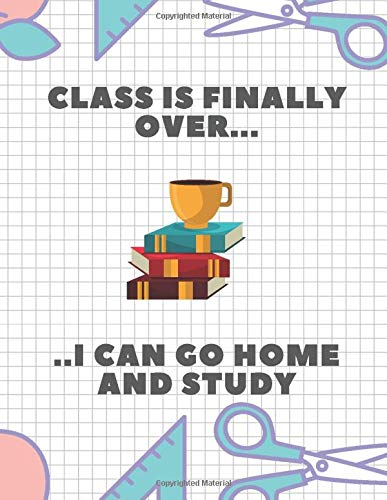 Copyrighted Material
CLASS IS FINALLY
OVER...
..I CAN GO HOME
AND STUDY
Copyrighted Material